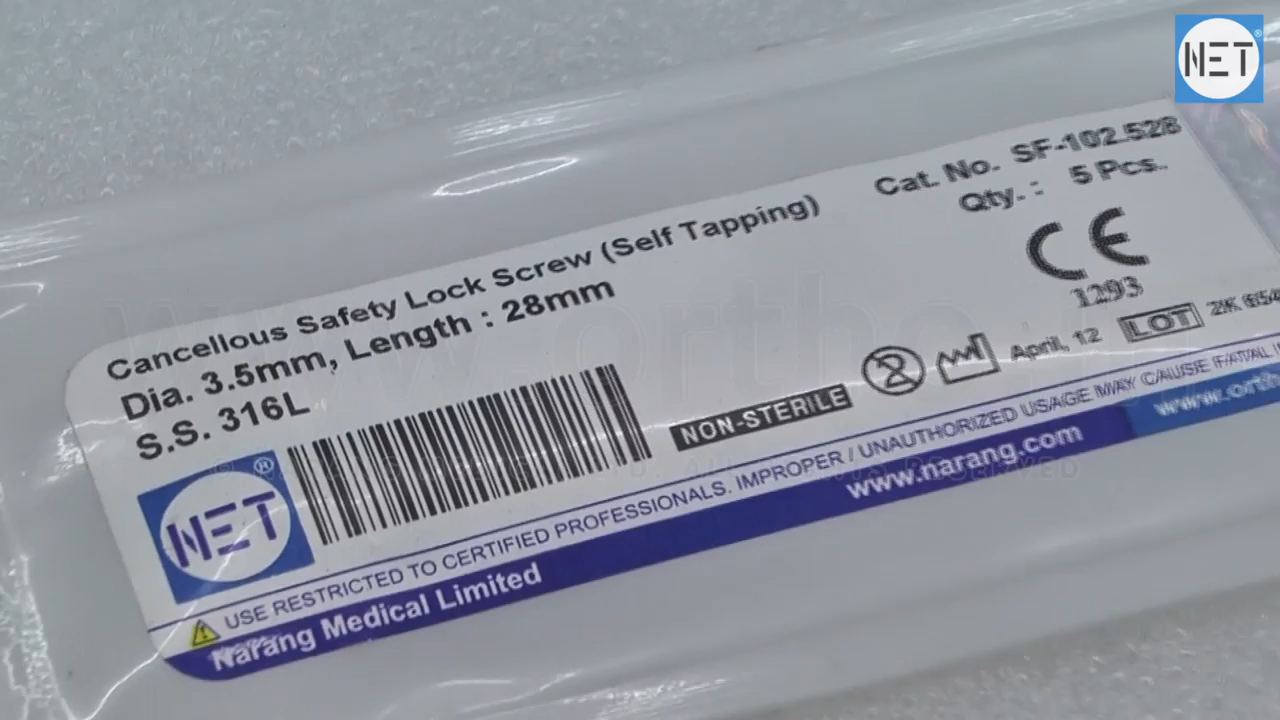 NET®
Cancellous Safety Lock Screw (Self Tapping)
Dia. 3.5mm, Length : 28mm
S.S. 316L
Cat. No. SF-102.528
Qty. : 5 Pcs.
CE
1293
NON-STERILE
2
April, 12
LOT
2K
NET®
USE RESTRICTED TO CERTIFIED PROFESSIONALS. IMPROPER / UNAUTHORIZED USAGE MAY CAUSE FATAL
Narang Medical Limited
www.narang.com